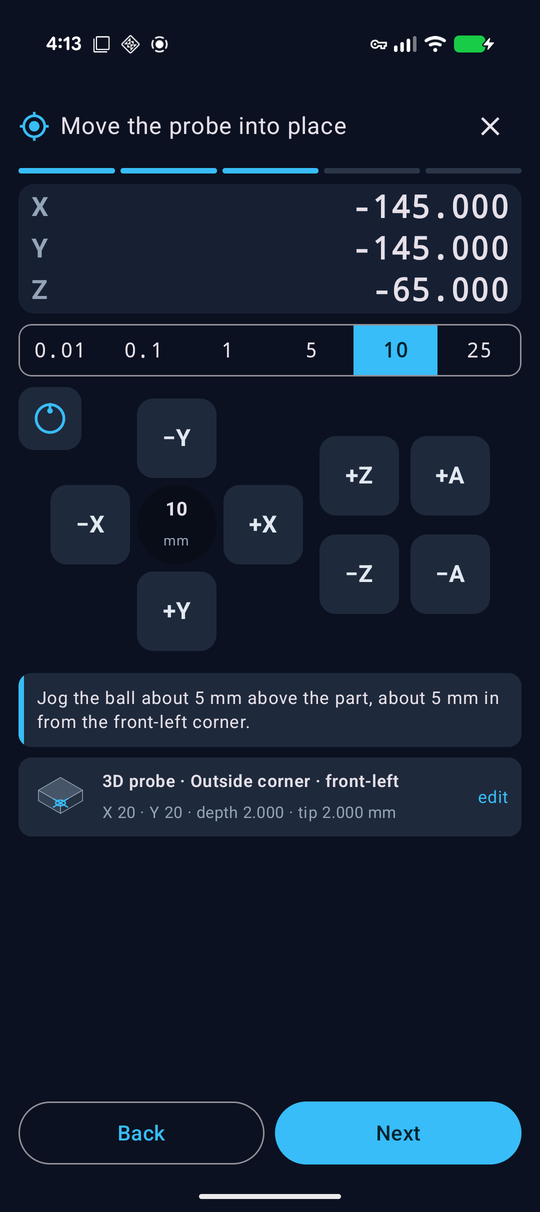 4:13
Move the probe into place
X -145.000
Y -145.000
Z -65.000
0.01 0.1 1 5 10 25
−Y
+Z +A
−X 10 mm +X
−Z −A
+Y
Jog the ball about 5 mm above the part, about 5 mm in
from the front-left corner.
3D probe · Outside corner · front-left
X 20 · Y 20 · depth 2.000 · tip 2.000 mm
edit
Back Next